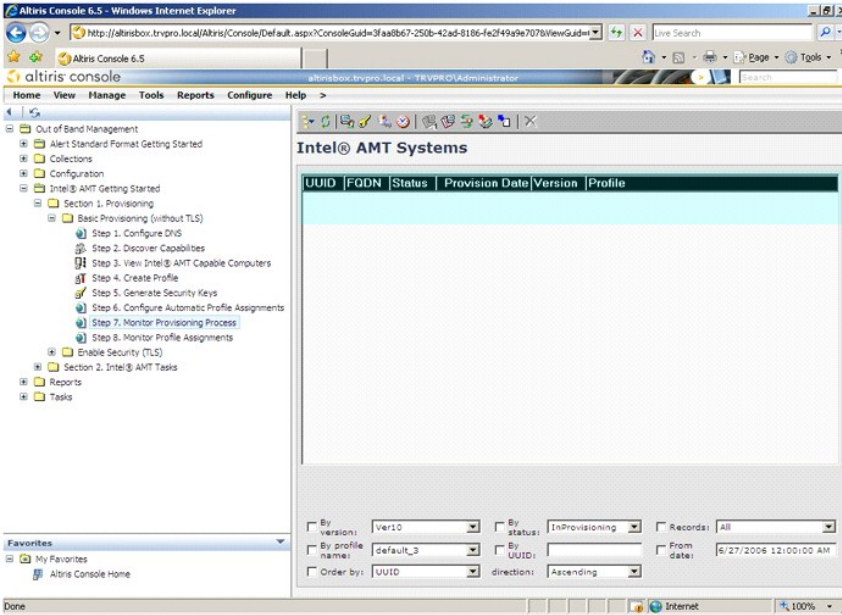 Altiris Console 6.5 - Windows Internet Explorer
http://altirisbox.trvpro.local/Altiris/Console/Default.aspx?ConsoleGuid=3faa8b67-250b-42ad-8186-fe2f49a9e707&ViewGuid=
Live Search
Altiris Console 6.5
Page
Tools
altiris console
altirisbox.trvpro.local - TRVPRO\Administrator
Search
Home View Manage Tools Reports Configure Help >
Out of Band Management
Alert Standard Format Getting Started
Collections
Configuration
Intel® AMT Getting Started
Section 1. Provisioning
Basic Provisioning (without TLS)
Step 1. Configure DNS
Step 2. Discover Capabilities
Step 3. View Intel® AMT Capable Computers
Step 4. Create Profile
Step 5. Generate Security Keys
Step 6. Configure Automatic Profile Assignments
Step 7. Monitor Provisioning Process
Step 8. Monitor Profile Assignments
Enable Security (TLS)
Section 2. Intel® AMT Tasks
Reports
Tasks
Favorites
My Favorites
Altiris Console Home
Intel® AMT Systems
UUID FQDN Status Provision Date Version Profile
By version: Ver10 By status: InProvisioning Records: All
By profile name: default_3 By UUID: From date: 6/27/2006 12:00:00 AM
Order by: UUID direction: Ascending
Done
Internet
100%